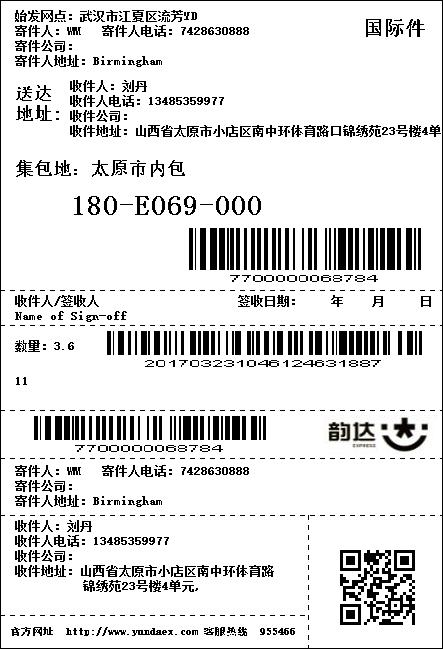 始发网点：武汉市江夏区流芳YD
寄件人：WM 寄件人电话：7428630888
国际件
寄件公司：
寄件人地址：Birmingham
送达地址：
收件人：刘丹
收件人电话：13485359977
收件公司：
收件地址：山西省太原市小店区南中环体育路口锦绣苑23号楼4单
集包地：太原市内包
180-E069-000
7700000068784
收件人/签收人 签收日期： 年 月 日
Name of Sign-off
数量：3.6
20170323104612463​1887
11
7700000068784
韵达
EXPRESS
寄件人：WM 寄件人电话：7428630888
寄件公司：
寄件人地址：Birmingham
收件人：刘丹
收件人电话：13485359977
收件公司：
收件地址：山西省太原市小店区南中环体育路
锦绣苑23号楼4单元,
官方网址 http://www.yundaex.com 客服热线 955466